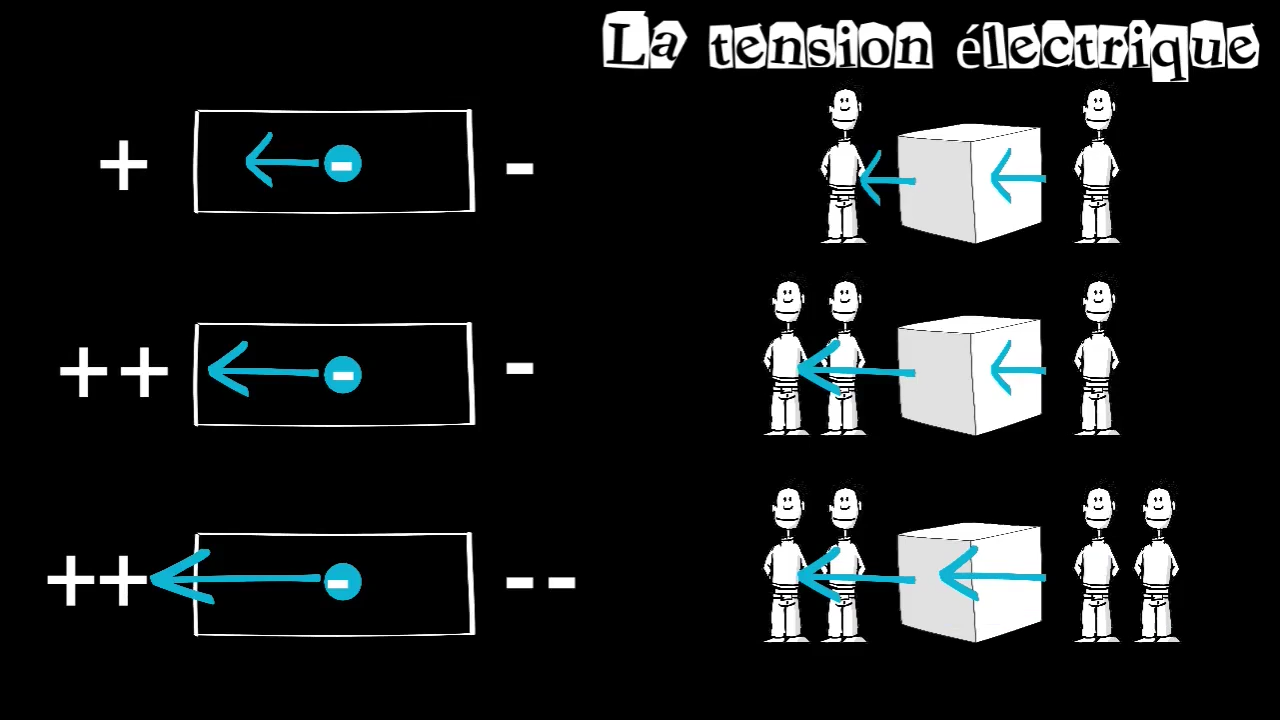 La tension électrique
+ - -
++ - -
++ - --